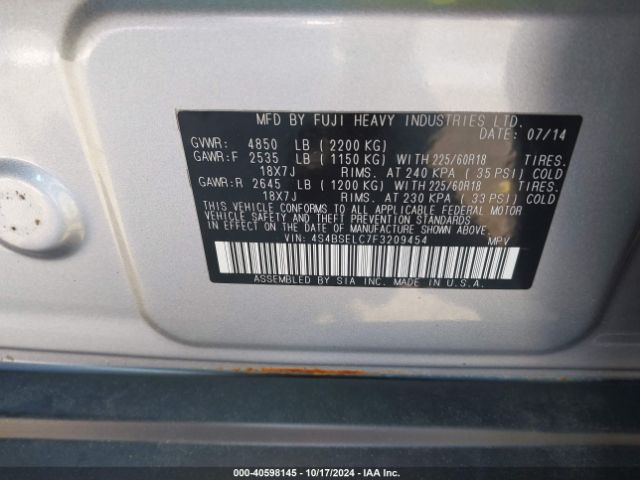 MFD BY FUJI HEAVY INDUSTRIES LTD.
DATE: 07/14
GVWR: 4850 LB ( 2200 KG)
GAWR:F 2535 LB ( 1150 KG) WITH 225/60R18 TIRES.
18X7J RIMS. AT 240 KPA ( 35 PSI) COLD
GAWR:R 2645 LB ( 1200 KG) WITH 225/60R18 TIRES.
18X7J RIMS. AT 230 KPA ( 33 PSI) COLD
THIS VEHICLE CONFORMS TO ALL APPLICABLE FEDERAL MOTOR
VEHICLE SAFETY AND THEFT PREVENTION STANDARDS
IN EFFECT ON THE DATE OF MANUFACTURE SHOWN ABOVE.
VIN: 4S4BSELC7F3209454 MPV
ASSEMBLED BY SIA INC. MADE IN U.S.A.
000-40598145 - 10/17/2024 - IAA Inc.